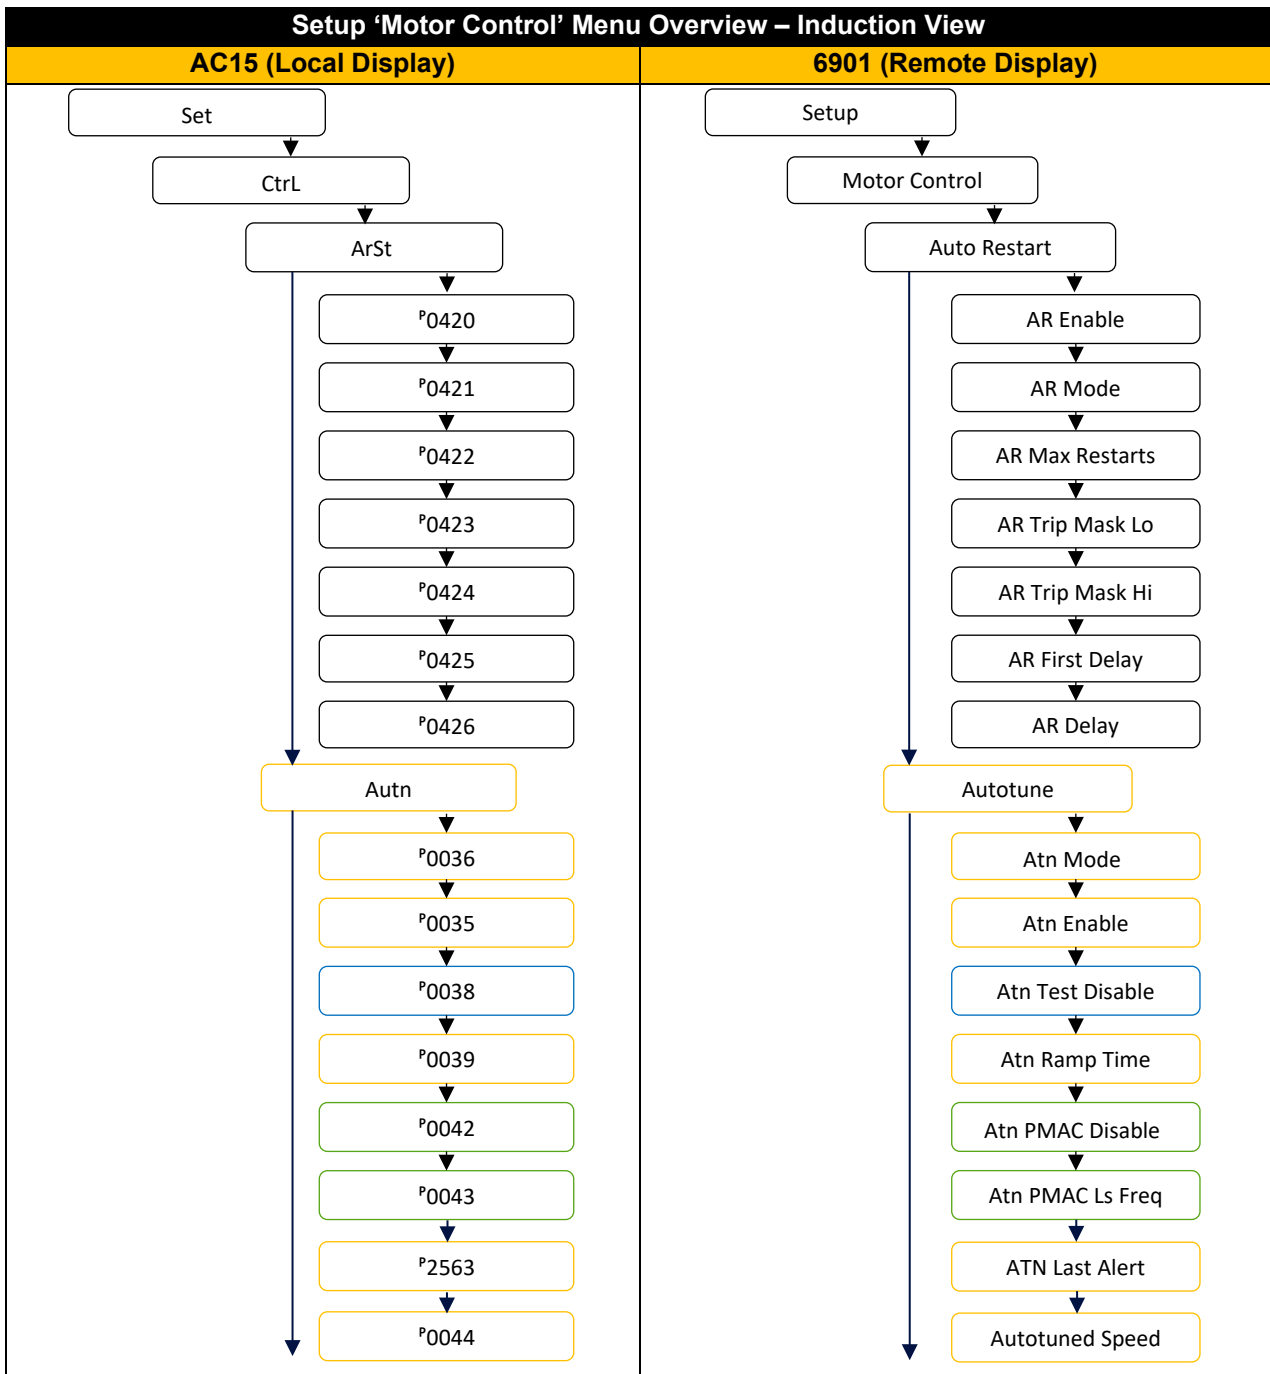 Setup ‘Motor Control’ Menu Overview – Induction View
AC15 (Local Display)
6901 (Remote Display)
Set
CtrL
ArSt
P0420
P0421
P0422
P0423
P0424
P0425
P0426
Autn
P0036
P0035
P0038
P0039
P0042
P0043
P2563
P0044
Setup
Motor Control
Auto Restart
AR Enable
AR Mode
AR Max Restarts
AR Trip Mask Lo
AR Trip Mask Hi
AR First Delay
AR Delay
Autotune
Atn Mode
Atn Enable
Atn Test Disable
Atn Ramp Time
Atn PMAC Disable
Atn PMAC Ls Freq
ATN Last Alert
Autotuned Speed